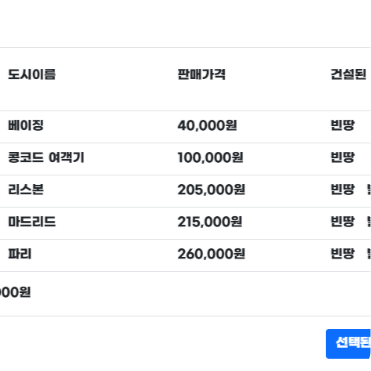 도시이름 판매가격 건설된
베이징 40,000원 빈땅
콩코드 여객기 100,000원 빈땅
리스본 205,000원 빈땅
마드리드 215,000원 빈땅
파리 260,000원 빈땅
000원
선택된